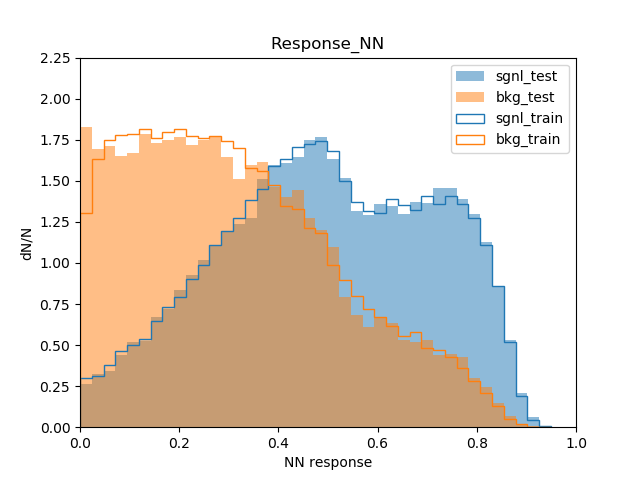 Response_NN
sgnl_test
bkg_test
sgnl_train
bkg_train
2.25
2.00
1.75
1.50
1.25
1.00
0.75
0.50
0.25
0.00
dN/N
0.0 0.2 0.4 0.6 0.8 1.0
NN response